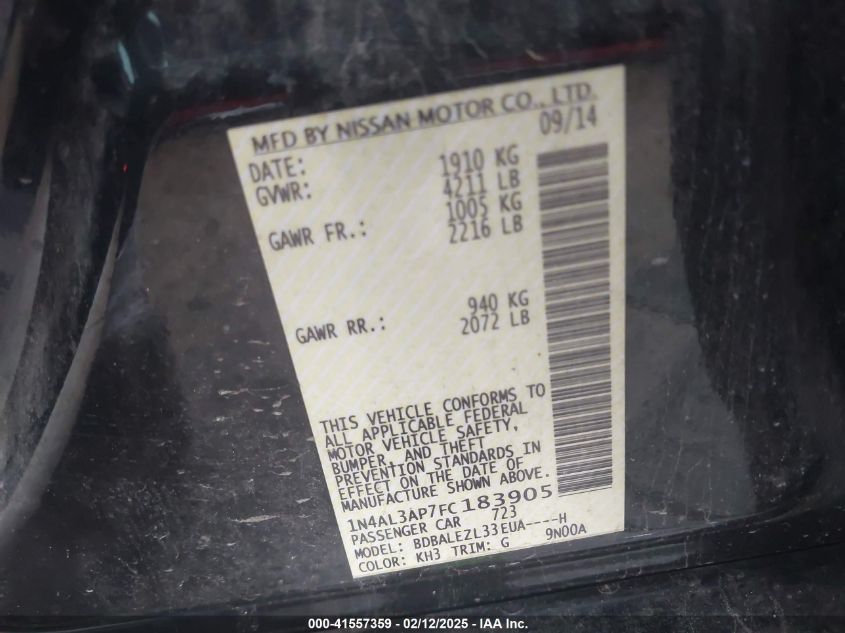 MFD BY NISSAN MOTOR CO., LTD.
DATE: 09/14
GVWR: 1910 KG
4211 LB
GAWR FR.: 1005 KG
2216 LB
GAWR RR.: 940 KG
2072 LB
THIS VEHICLE CONFORMS TO
ALL APPLICABLE FEDERAL
MOTOR VEHICLE SAFETY,
BUMPER, AND THEFT
PREVENTION STANDARDS IN
EFFECT ON THE DATE OF
MANUFACTURE SHOWN ABOVE.
1N4AL3AP7FC183905
PASSENGER CAR 723
MODEL: BDBALEZL33EUA----H
COLOR: KH3 TRIM: G 9N00A
000-41557359 - 02/12/2025 - IAA Inc.